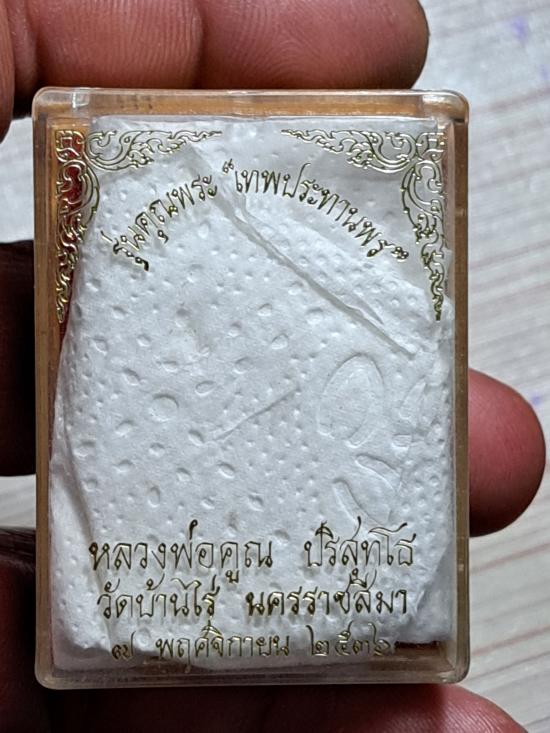 รุ่นคุณพระ "เทพประทานพร"
หลวงพ่อคูณ ปริสุทฺโธ
วัดบ้านไร่ นครราชสีมา
๗ พฤศจิกายน ๒๕๓๖